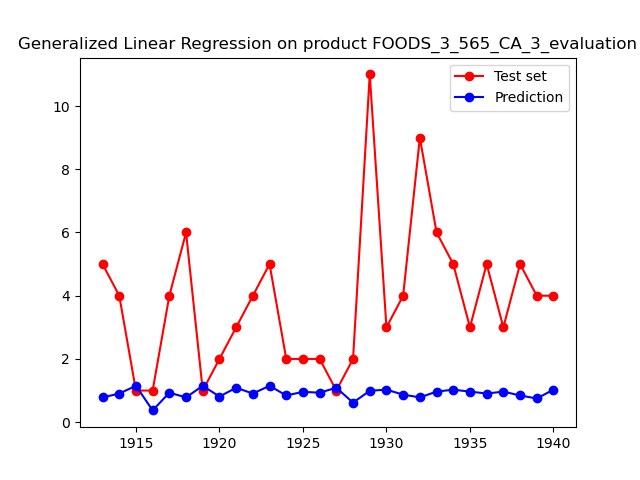 Generalized Linear Regression on product FOODS_3_565_CA_3_evaluation
Test set
Prediction
10
8
6
4
2
0
1915 1920 1925 1930 1935 1940